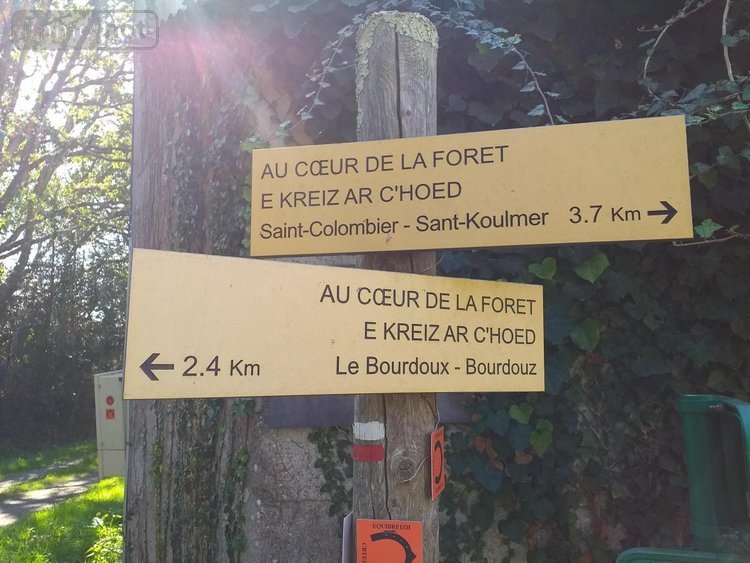 AU CŒUR DE LA FORET
E KREIZ AR C'HOED
Saint-Colombier - Sant-Koulmer 3.7 Km →
AU CŒUR DE LA FORET
E KREIZ AR C'HOED
← 2.4 Km Le Bourdoux - Bourdouz
EQUIBREIZH